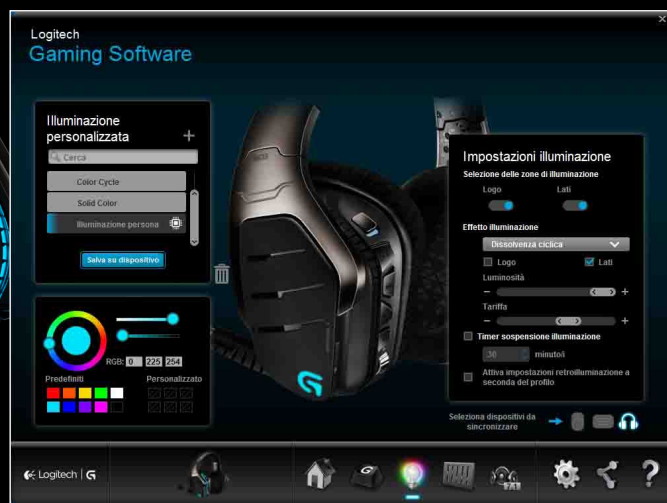 Logitech
Gaming Software
Illuminazione
personalizzata
+
Cerca
Color Cycle
Solid Color
Illuminazione persona
Salva su dispositivo
RGB: 0 225 254
Predefiniti Personalizzato
Impostazioni illuminazione
Selezione delle zone di illuminazione
Logo Lati
Effetto illuminazione
Dissolvenza ciclica
Logo Lati
Luminosità
- +
Tariffa
- +
Timer sospensione illuminazione
30 minuto/i
Attiva impostazioni retroilluminazione a
seconda del profilo
Seleziona dispositivi da
sincronizzare
Logitech | G
G
?